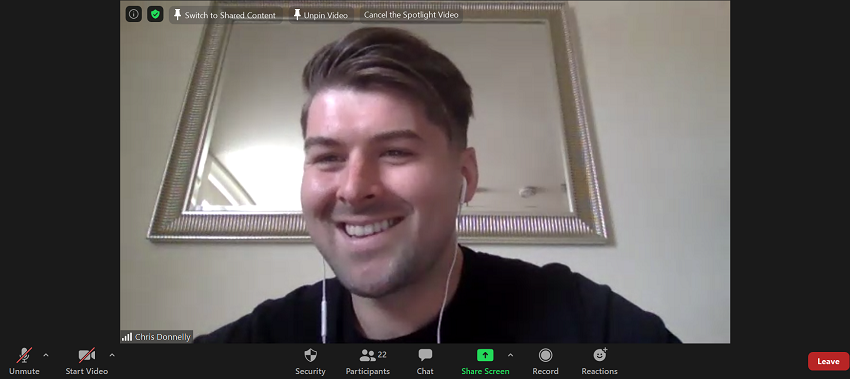 Switch to Shared Content
Unpin Video
Cancel the Spotlight Video
Chris Donnelly
Unmute
Start Video
Security
22
Participants
Chat
Share Screen
Record
Reactions
Leave